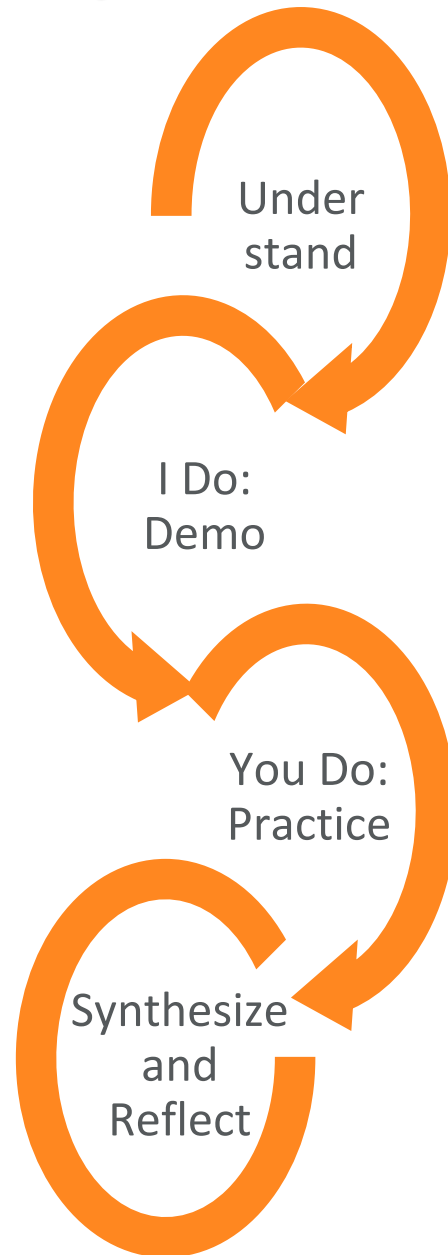 Under
stand
I Do:
Demo
You Do:
Practice
Synthesize
and
Reflect